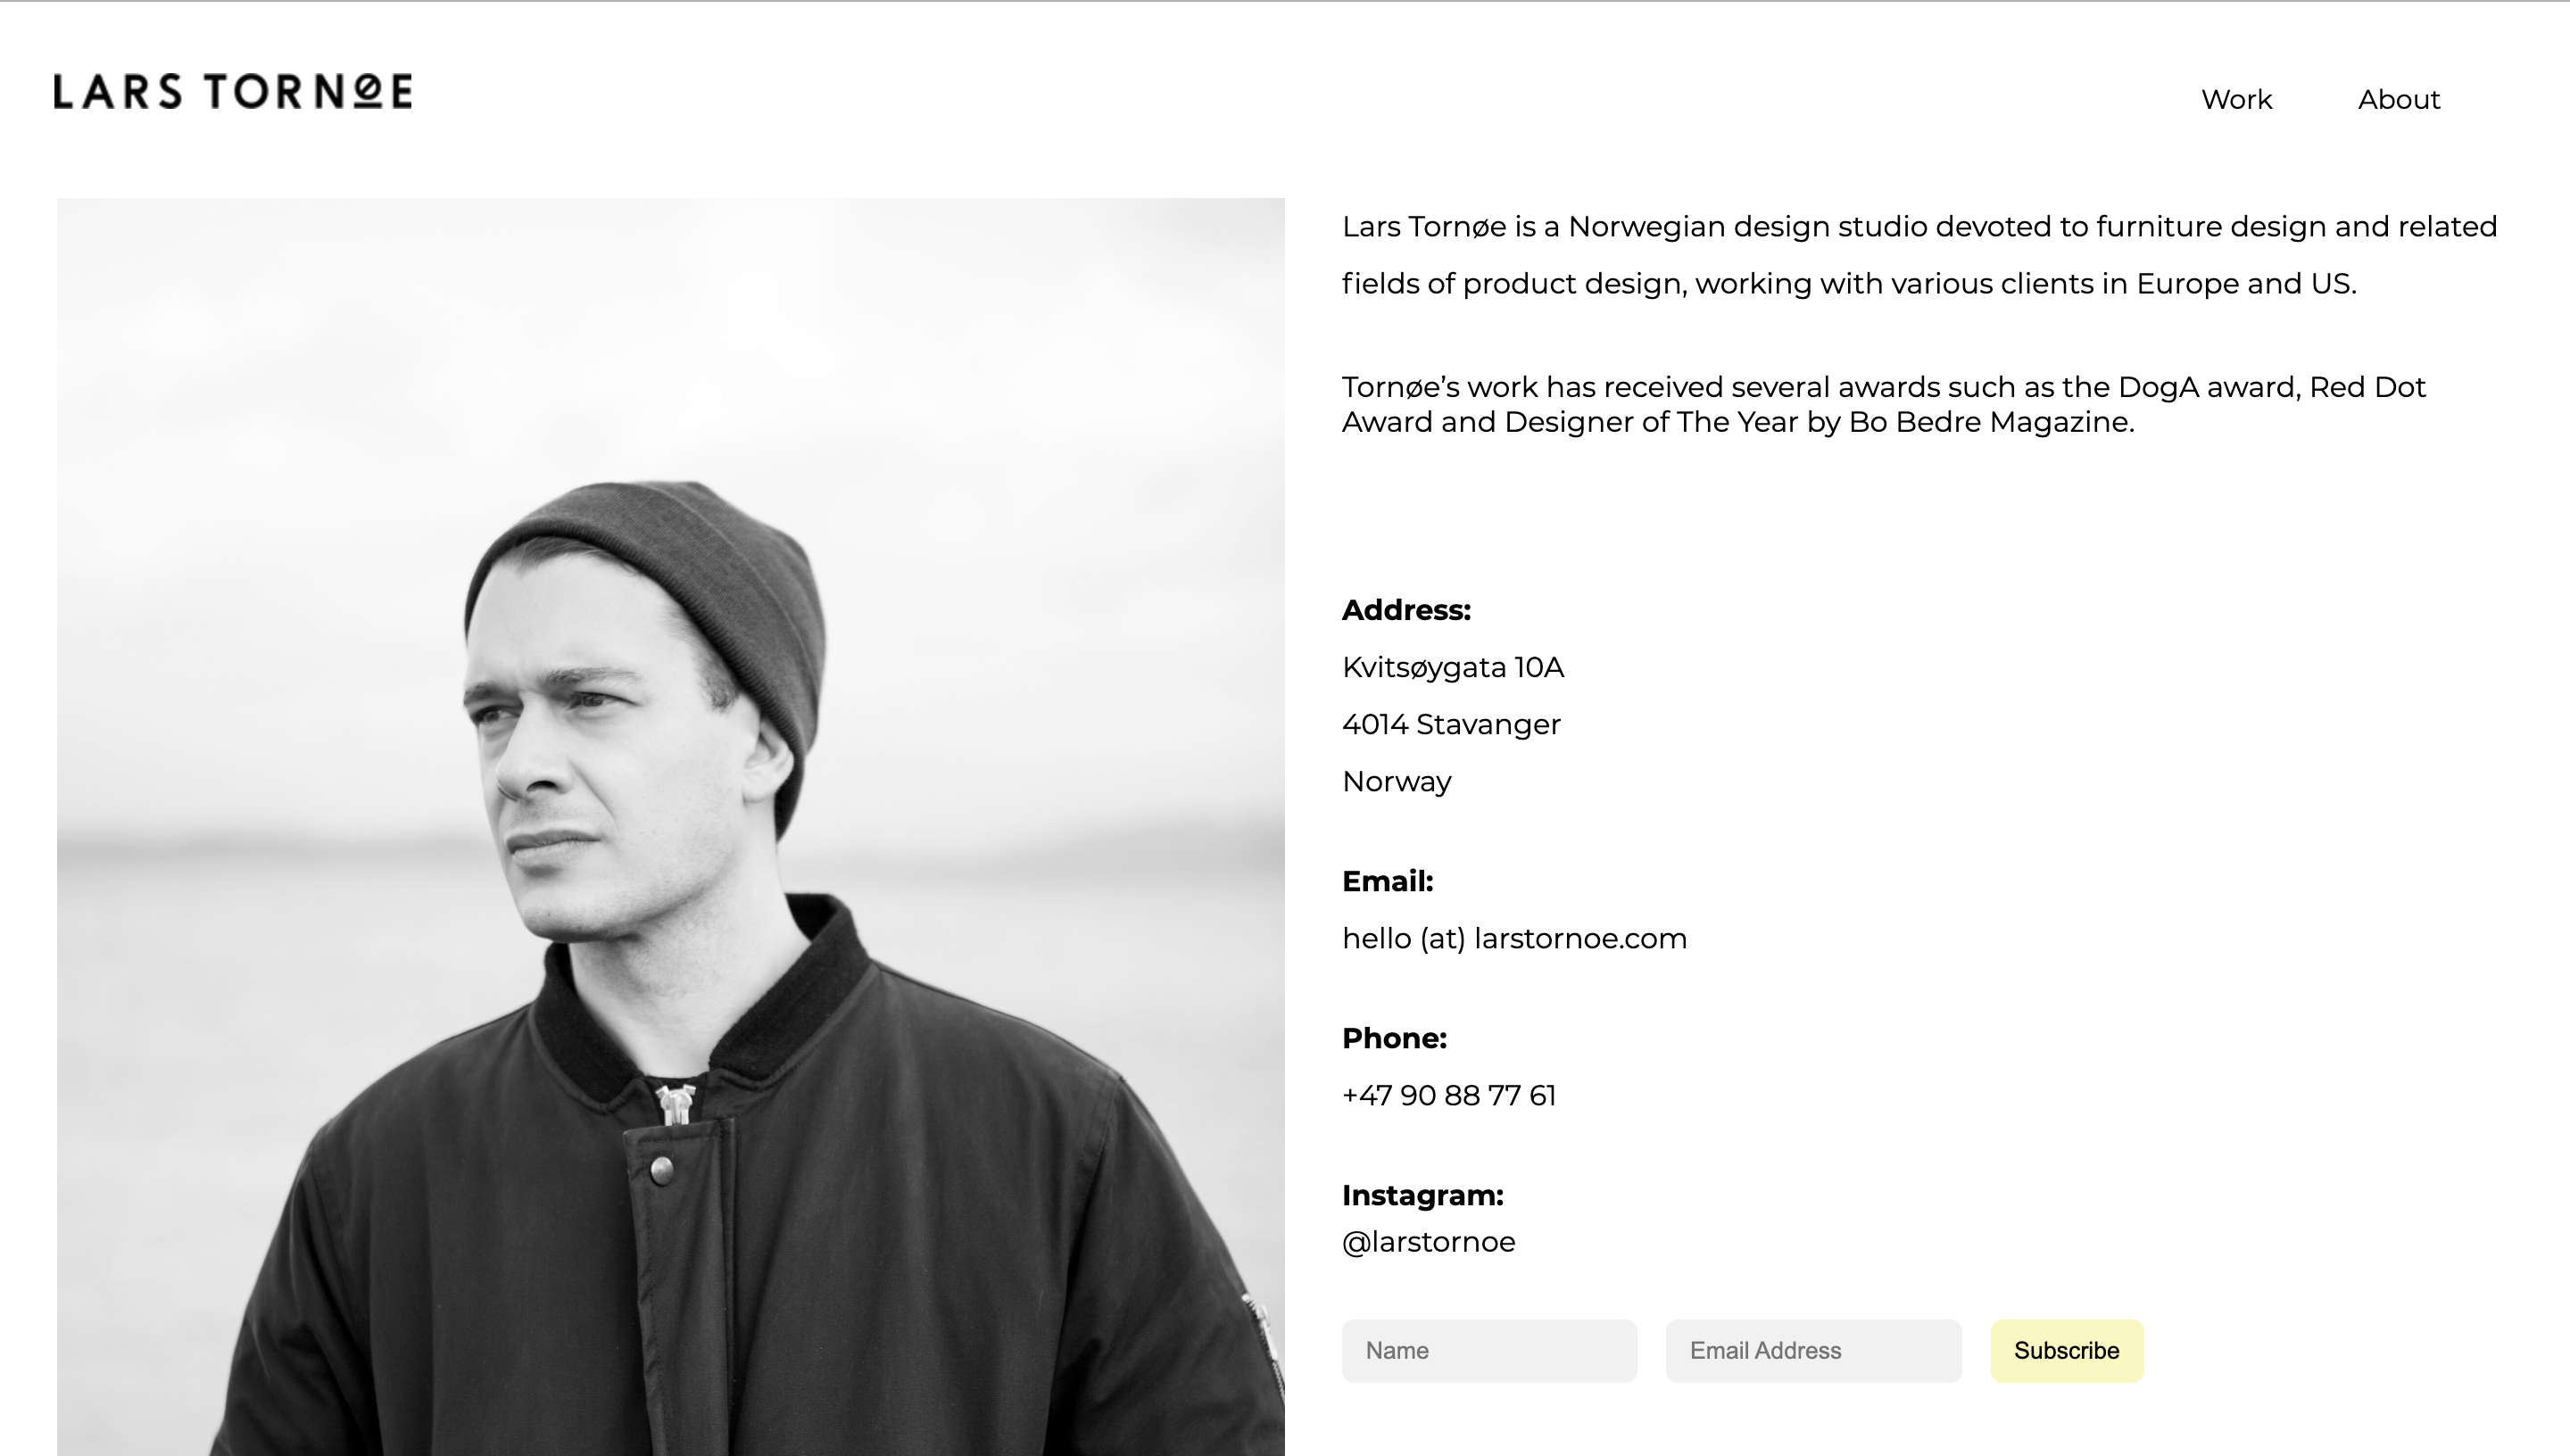 LARS TORNØE
Work
About
Lars Tornøe is a Norwegian design studio devoted to furniture design and related
fields of product design, working with various clients in Europe and US.
Tornøe’s work has received several awards such as the DogA award, Red Dot
Award and Designer of The Year by Bo Bedre Magazine.
Address:
Kvitsøygata 10A
4014 Stavanger
Norway
Email:
hello (at) larstornoe.com
Phone:
+47 90 88 77 61
Instagram:
@larstornoe
Name
Email Address
Subscribe